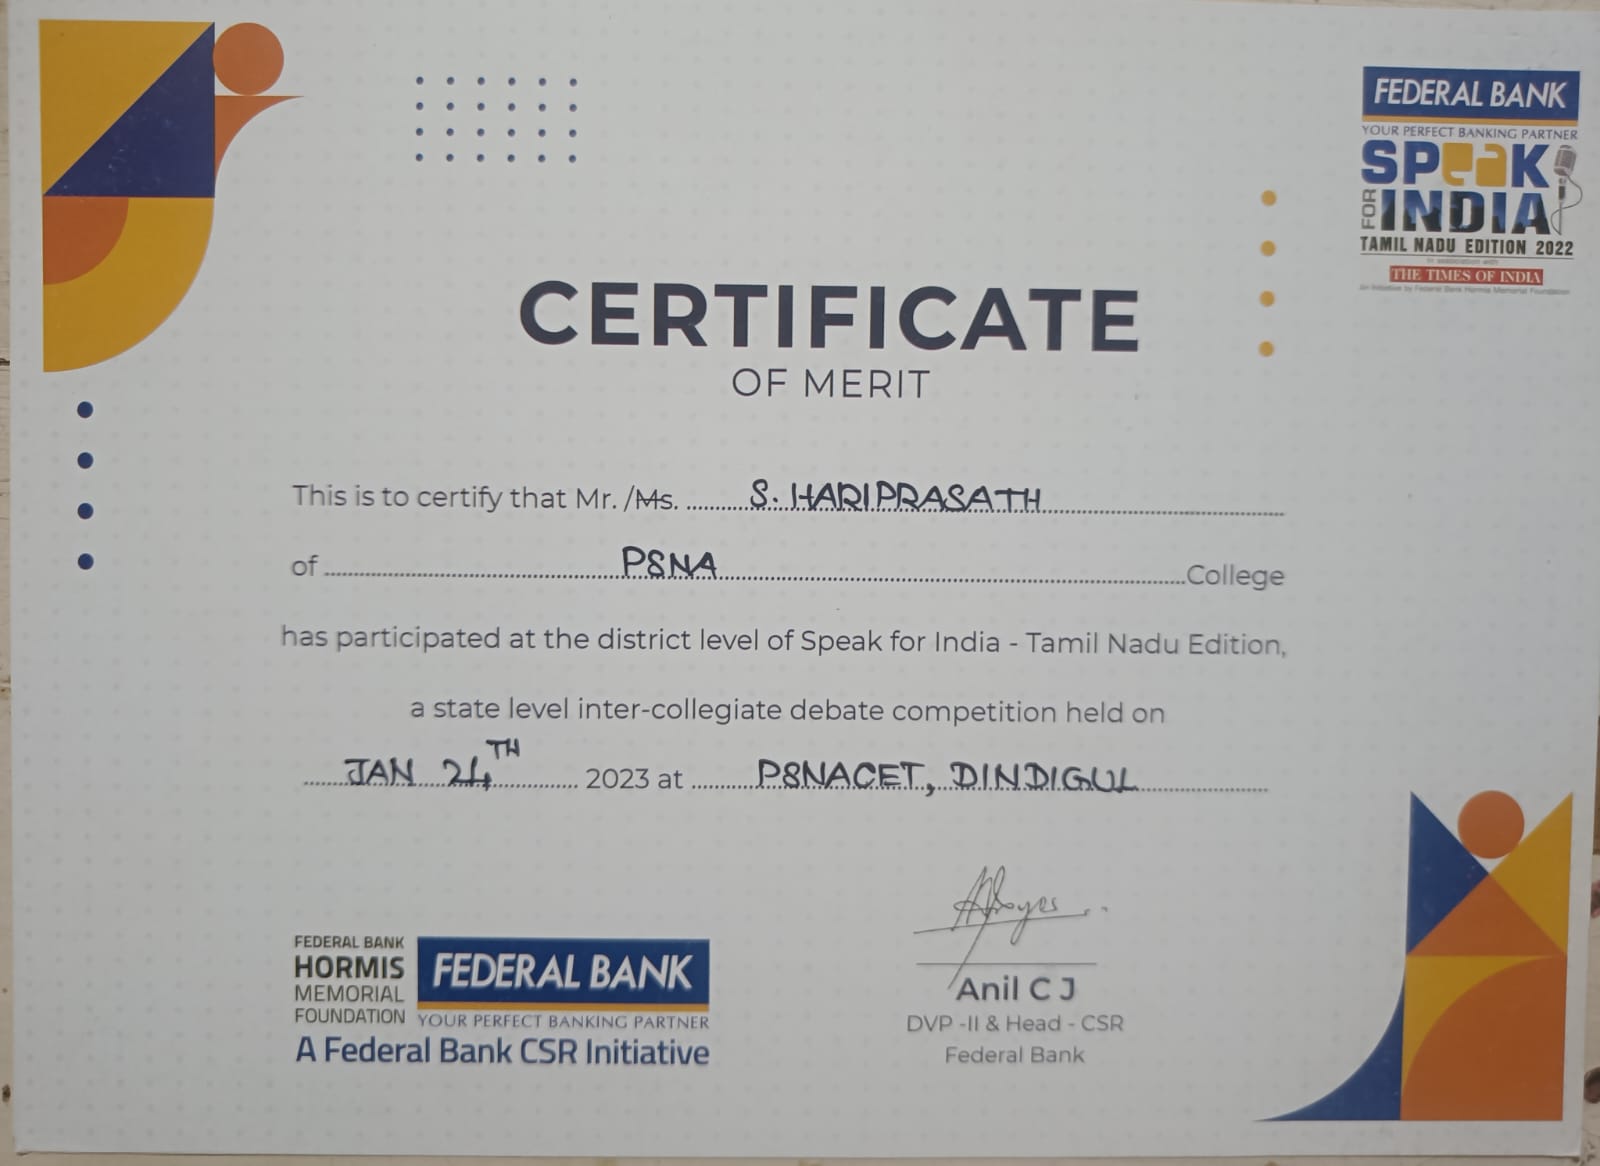 FEDERAL BANK
YOUR PERFECT BANKING PARTNER
SPEAK
FOR INDIA
TAMIL NADU EDITION 2022
in association with
THE TIMES OF INDIA
An Initiative by Federal Bank Hormis Memorial Foundation
CERTIFICATE
OF MERIT
This is to certify that Mr. /Ms. S. HARIPRASATH
of PSNA College
has participated at the district level of Speak for India - Tamil Nadu Edition,
a state level inter-collegiate debate competition held on
JAN 24TH 2023 at PSNACET, DINDIGUL
FEDERAL BANK
HORMIS
MEMORIAL
FOUNDATION
FEDERAL BANK
YOUR PERFECT BANKING PARTNER
A Federal Bank CSR Initiative
Anil C J
DVP -II & Head - CSR
Federal Bank